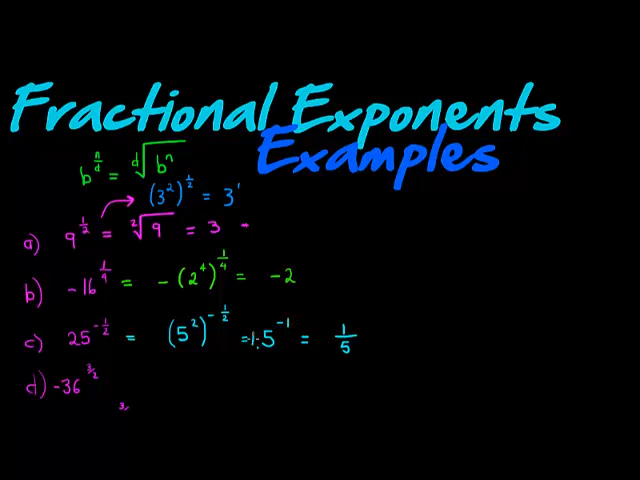 Fractional Exponents
Examples
b^(n/d) = ᵈ√(bⁿ)
(3²)^(1/2) = 3¹
a) 9^(1/2) = ²√9 = 3 -
b) -16^(1/4) = -(2⁴)^(1/4) = -2
c) 25^(-1/2) = (5²)^(-1/2) = 5^(-1) = 1/5
d) -36^(3/2)